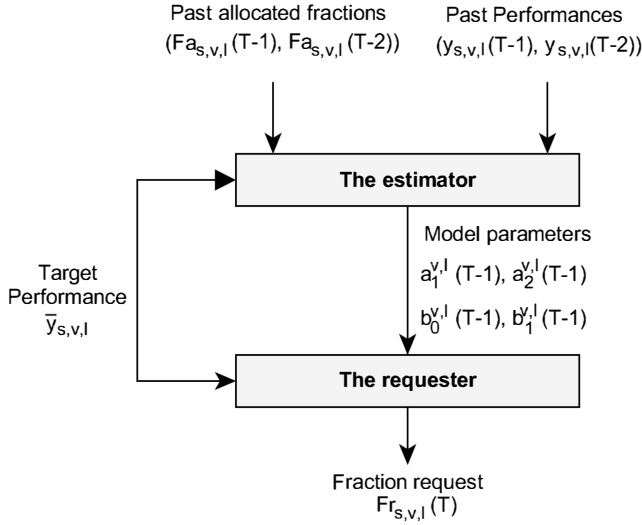 Past allocated fractions
(Fa_{s,v,l}(T-1), Fa_{s,v,l}(T-2))
Past Performances
(y_{s,v,l}(T-1), y_{s,v,l}(T-2))
The estimator
Model parameters
a_1^{v,l}(T-1), a_2^{v,l}(T-1)
b_0^{v,l}(T-1), b_1^{v,l}(T-1)
Target
Performance
ȳ_{s,v,l}
The requester
Fraction request
Fr_{s,v,l}(T)